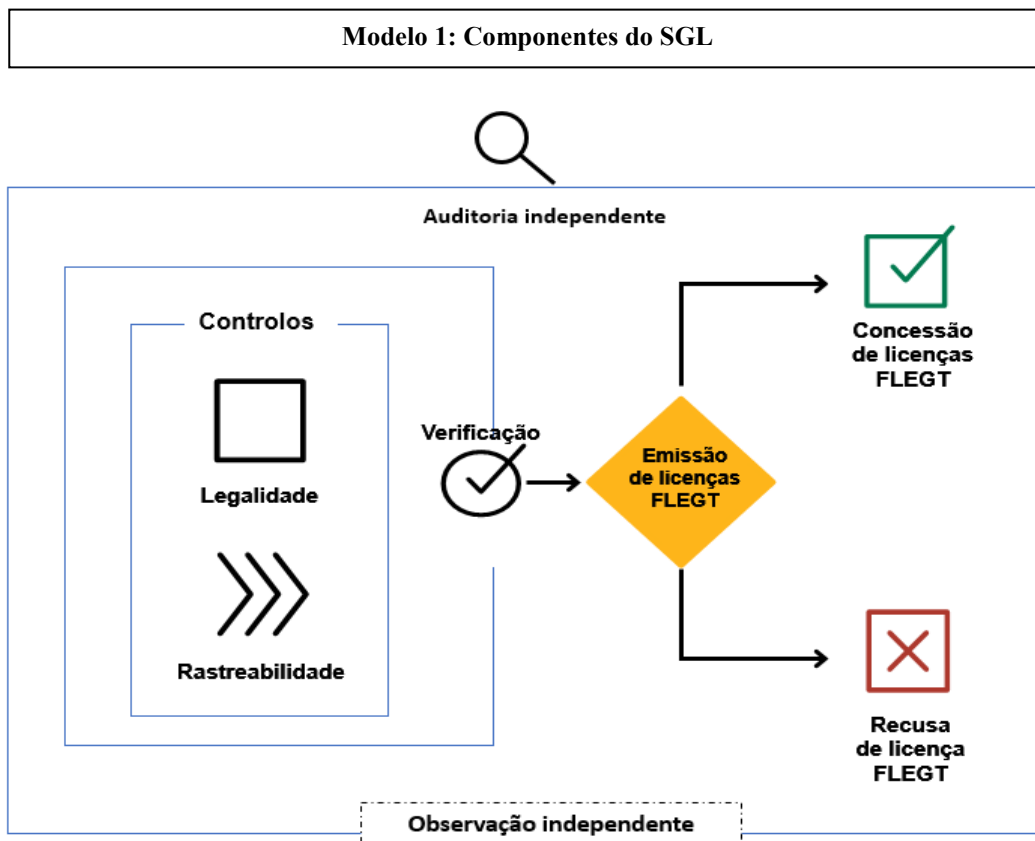 Modelo 1: Componentes do SGL
Auditoria independente
Controlos
Legalidade
Rastreabilidade
Verificação
Emissão
de licenças
FLEGT
Concessão
de licenças
FLEGT
Recusa
de licença
FLEGT
Observação independente